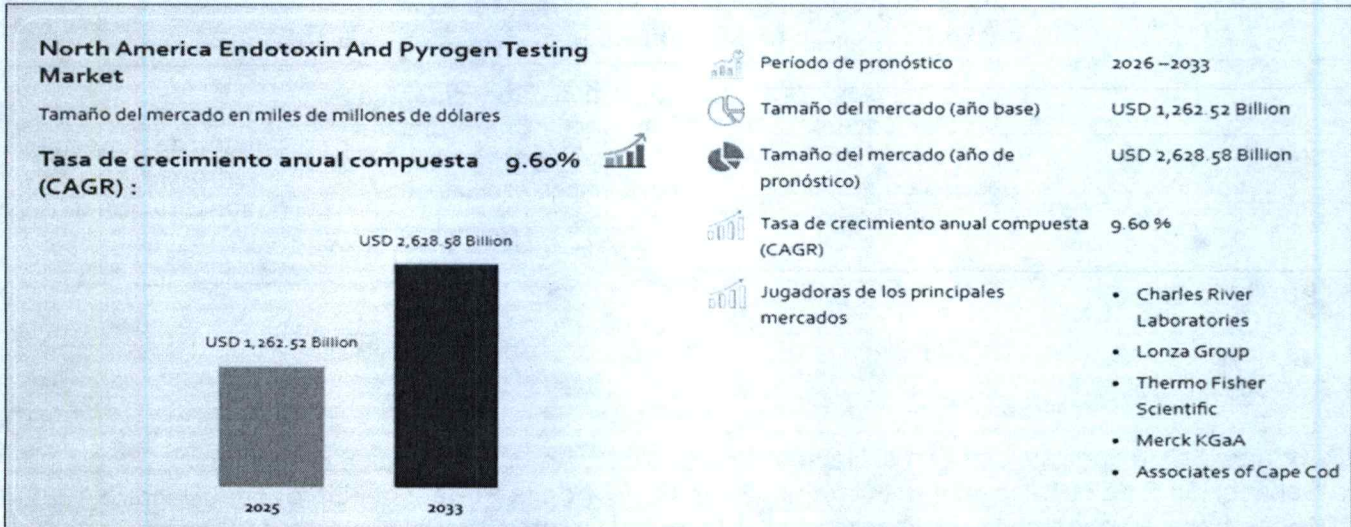 North America Endotoxin And Pyrogen Testing
Market
Tamaño del mercado en miles de millones de dólares
Tasa de crecimiento anual compuesta 9.60%
(CAGR) :
USD 2,628.58 Billion
USD 1,262.52 Billion
2025
2033
Período de pronóstico
2026 –2033
Tamaño del mercado (año base)
USD 1,262.52 Billion
Tamaño del mercado (año de
pronóstico)
USD 2,628.58 Billion
Tasa de crecimiento anual compuesta
(CAGR)
9.60 %
Jugadoras de los principales
mercados
• Charles River
Laboratories
• Lonza Group
• Thermo Fisher
Scientific
• Merck KGaA
• Associates of Cape Cod